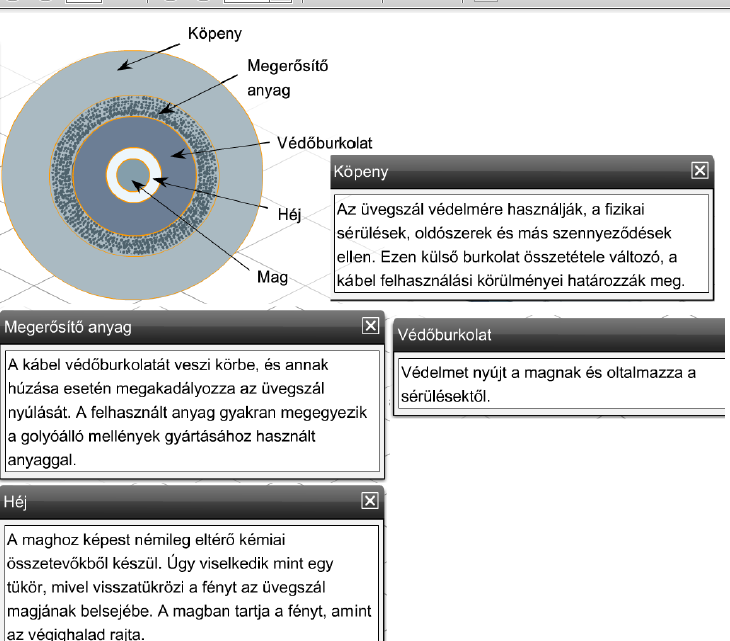 Köpeny
Megerősítő
anyag
Védőburkolat
Héj
Mag
Köpeny
Az üvegszál védelmére használják, a fizikai
sérülések, oldószerek és más szennyeződések
ellen. Ezen külső burkolat összetétele változó, a
kábel felhasználási körülményei határozzák meg.
Megerősítő anyag
A kábel védőburkolatát veszi körbe, és annak
húzása esetén megakadályozza az üvegszál
nyúlását. A felhasznált anyag gyakran megegyezik
a golyóálló mellények gyártásához használt
anyaggal.
Védőburkolat
Védelmet nyújt a magnak és oltalmazza a
sérülésektől.
Héj
A maghoz képest némileg eltérő kémiai
összetevőkből készül. Úgy viselkedik mint egy
tükör, mivel visszatükrözi a fényt az üvegszál
magjának belsejébe. A magban tartja a fényt, amint
az végighalad rajta.